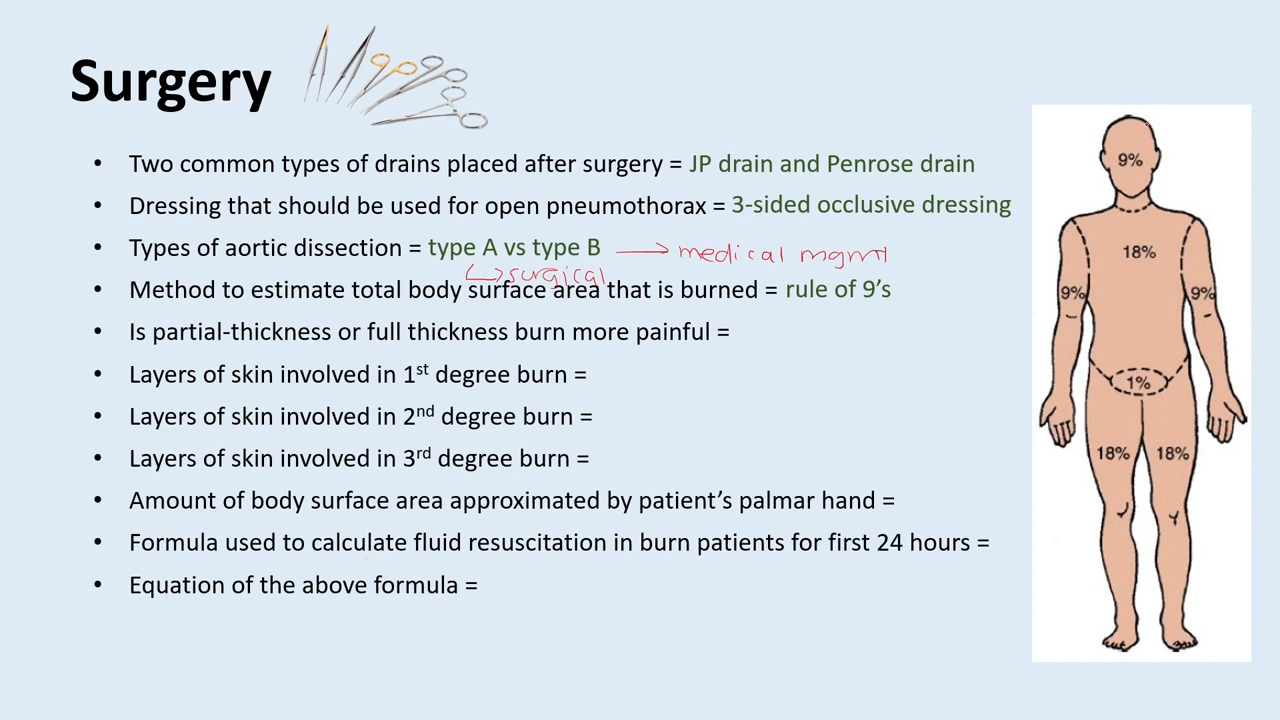 Surgery
• Two common types of drains placed after surgery = JP drain and Penrose drain
• Dressing that should be used for open pneumothorax = 3-sided occlusive dressing
• Types of aortic dissection = type A vs type B → medical mgmt
↳ surgical
• Method to estimate total body surface area that is burned = rule of 9’s
• Is partial-thickness or full thickness burn more painful =
• Layers of skin involved in 1st degree burn =
• Layers of skin involved in 2nd degree burn =
• Layers of skin involved in 3rd degree burn =
• Amount of body surface area approximated by patient’s palmar hand =
• Formula used to calculate fluid resuscitation in burn patients for first 24 hours =
• Equation of the above formula =
9%
18%
9% 9%
1%
18% 18%